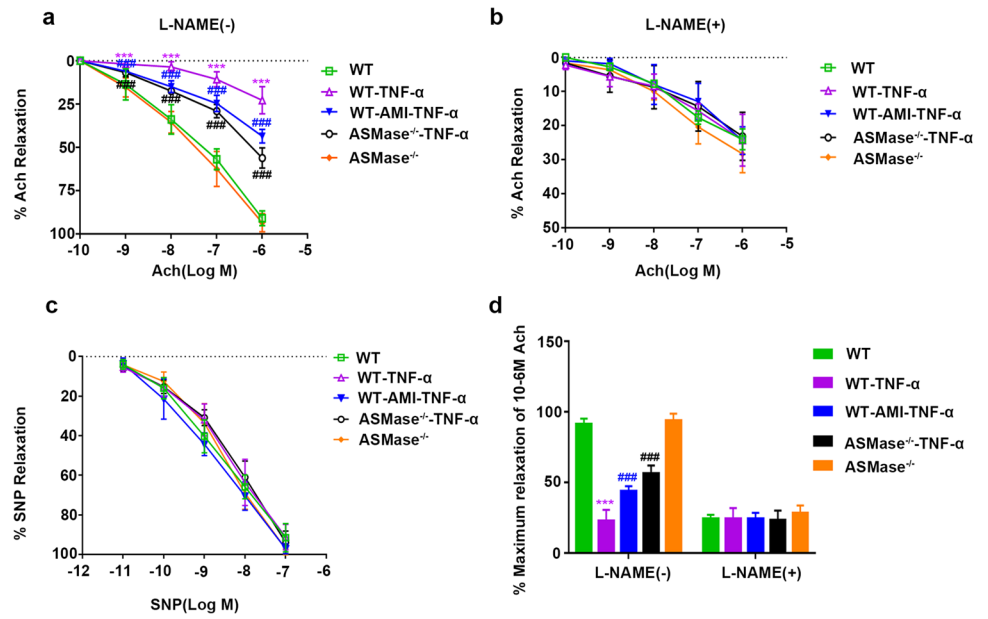 a
L-NAME(-)
% Ach Relaxation
0
25
50
75
100
-10
-9
-8
-7
-6
-5
Ach(Log M)
***
***
***
***
###
###
###
###
###
###
###
###
WT
WT-TNF-α
WT-AMI-TNF-α
ASMase-/--TNF-α
ASMase-/-
b
L-NAME(+)
% Ach Relaxation
0
10
20
30
40
50
-10
-9
-8
-7
-6
-5
Ach(Log M)
WT
WT-TNF-α
WT-AMI-TNF-α
ASMase-/--TNF-α
ASMase-/-
c
% SNP Relaxation
0
20
40
60
80
100
-12
-11
-10
-9
-8
-7
-6
SNP(Log M)
WT
WT-TNF-α
WT-AMI-TNF-α
ASMase-/--TNF-α
ASMase-/-
d
% Maximum relaxation of 10-6M Ach
150
100
50
0
***
###
###
L-NAME(-)
L-NAME(+)
WT
WT-TNF-α
WT-AMI-TNF-α
ASMase-/--TNF-α
ASMase-/-